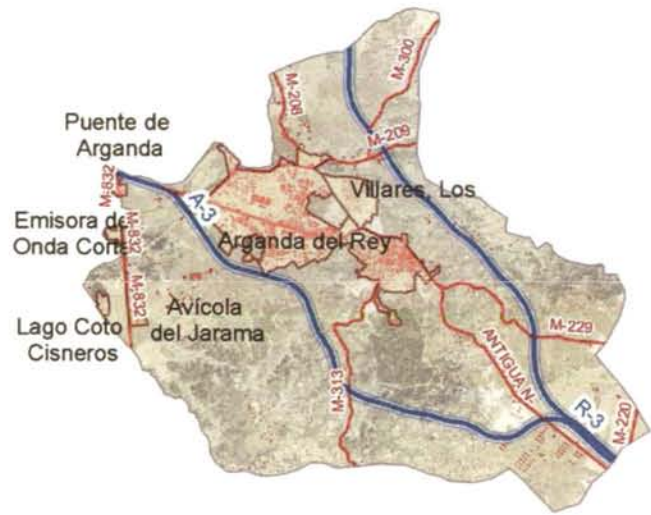 M-300
M-208
M-209
Puente de
Arganda
M-832
A-3
Villares, Los
Emisora de
Onda Corta
M-832
Arganda del Rey
M-832
Avícola
del Jarama
Lago Coto
Cisneros
M-229
ANTIGUA N-
M-313
R-3
M-220